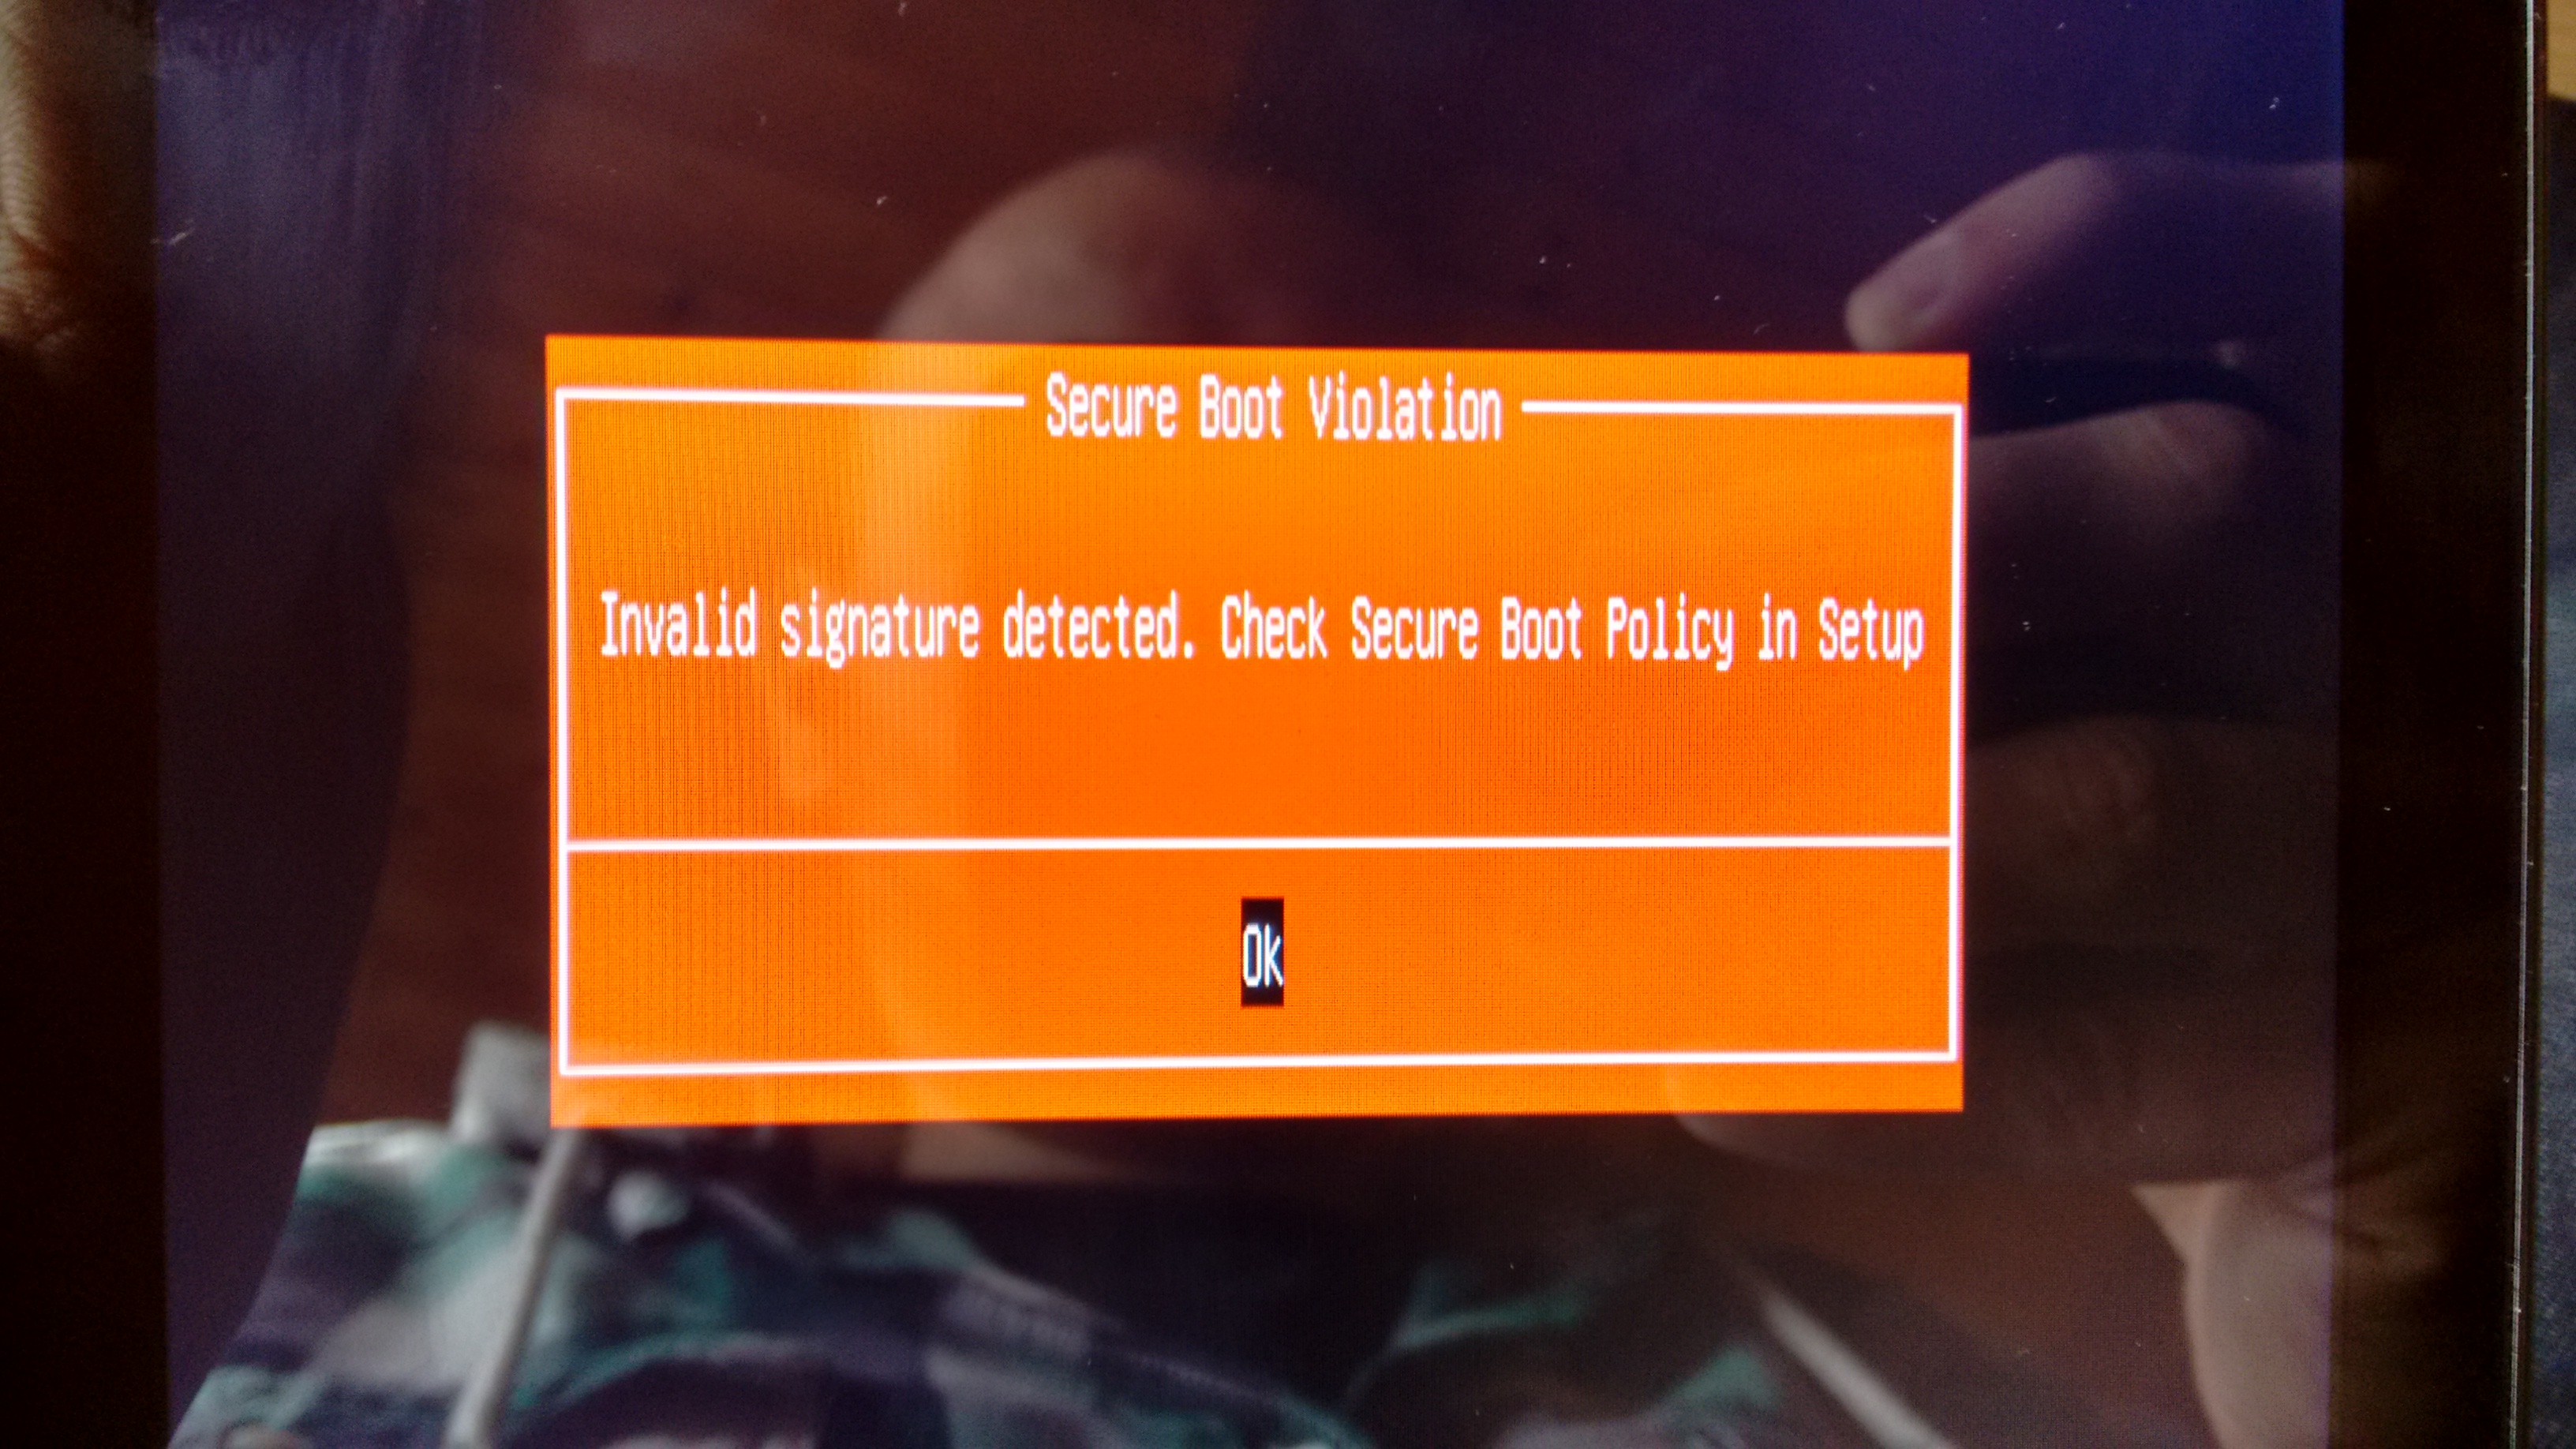 Secure Boot Violation
Invalid signature detected. Check Secure Boot Policy in Setup
Ok